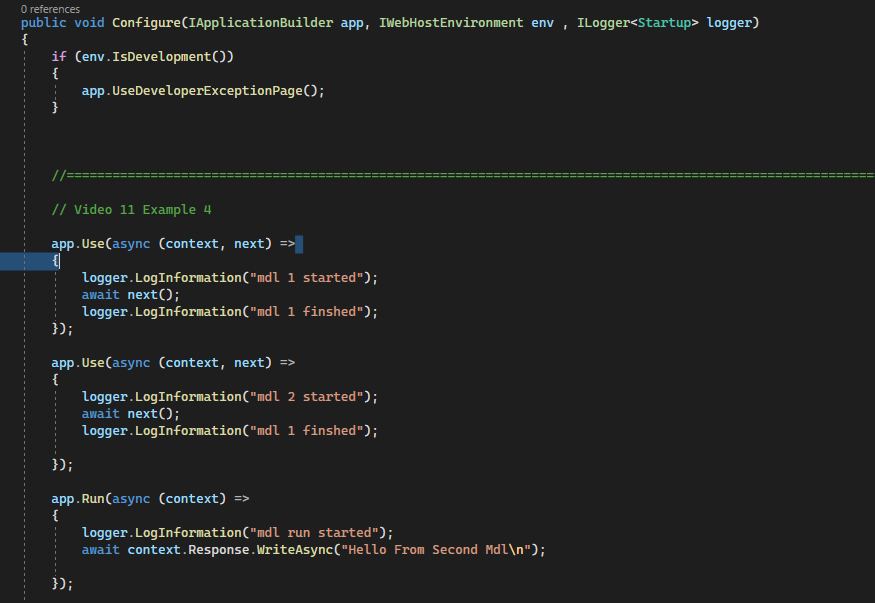 0 references
public void Configure(IApplicationBuilder app, IWebHostEnvironment env , ILogger<Startup> logger)
{
if (env.IsDevelopment())
{
app.UseDeveloperExceptionPage();
}
//==========================================================================================================
// Video 11 Example 4
app.Use(async (context, next) =>
{
logger.LogInformation("mdl 1 started");
await next();
logger.LogInformation("mdl 1 finshed");
});
app.Use(async (context, next) =>
{
logger.LogInformation("mdl 2 started");
await next();
logger.LogInformation("mdl 1 finshed");
});
app.Run(async (context) =>
{
logger.LogInformation("mdl run started");
await context.Response.WriteAsync("Hello From Second Mdl\n");
});